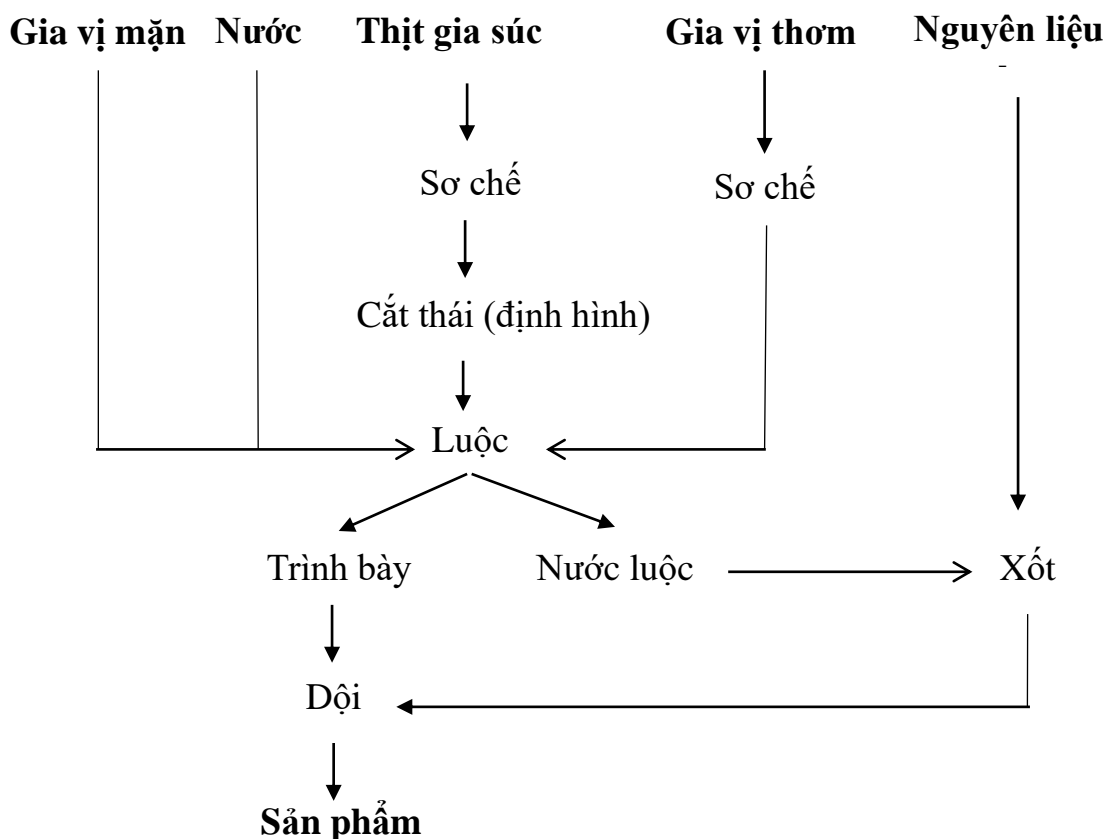 Gia vị mặn Nước Thịt gia súc Gia vị thơm Nguyên liệu
Sơ chế Sơ chế
Cắt thái (định hình)
Luộc
Trình bày Nước luộc Xốt
Dội
Sản phẩm